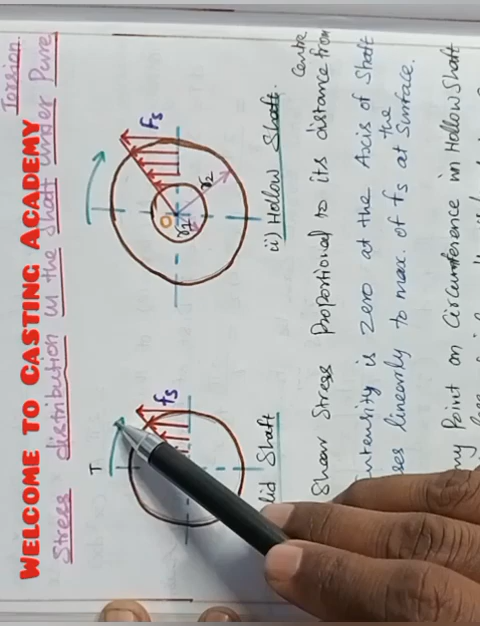 WELCOME TO CASTING ACADEMY
Stress distribution in the Shaft under Pure
Torsion.
T
fs
fs
O
r1
r2
lid Shaft
ii) Hollow Shaft.
Centre
Shear Stress Proportional to its distance from
intensity is Zero at the Axis of Shaft
ses linearly to max. of fs at the Surface.
ny Point on Circumference in Hollow Shaft